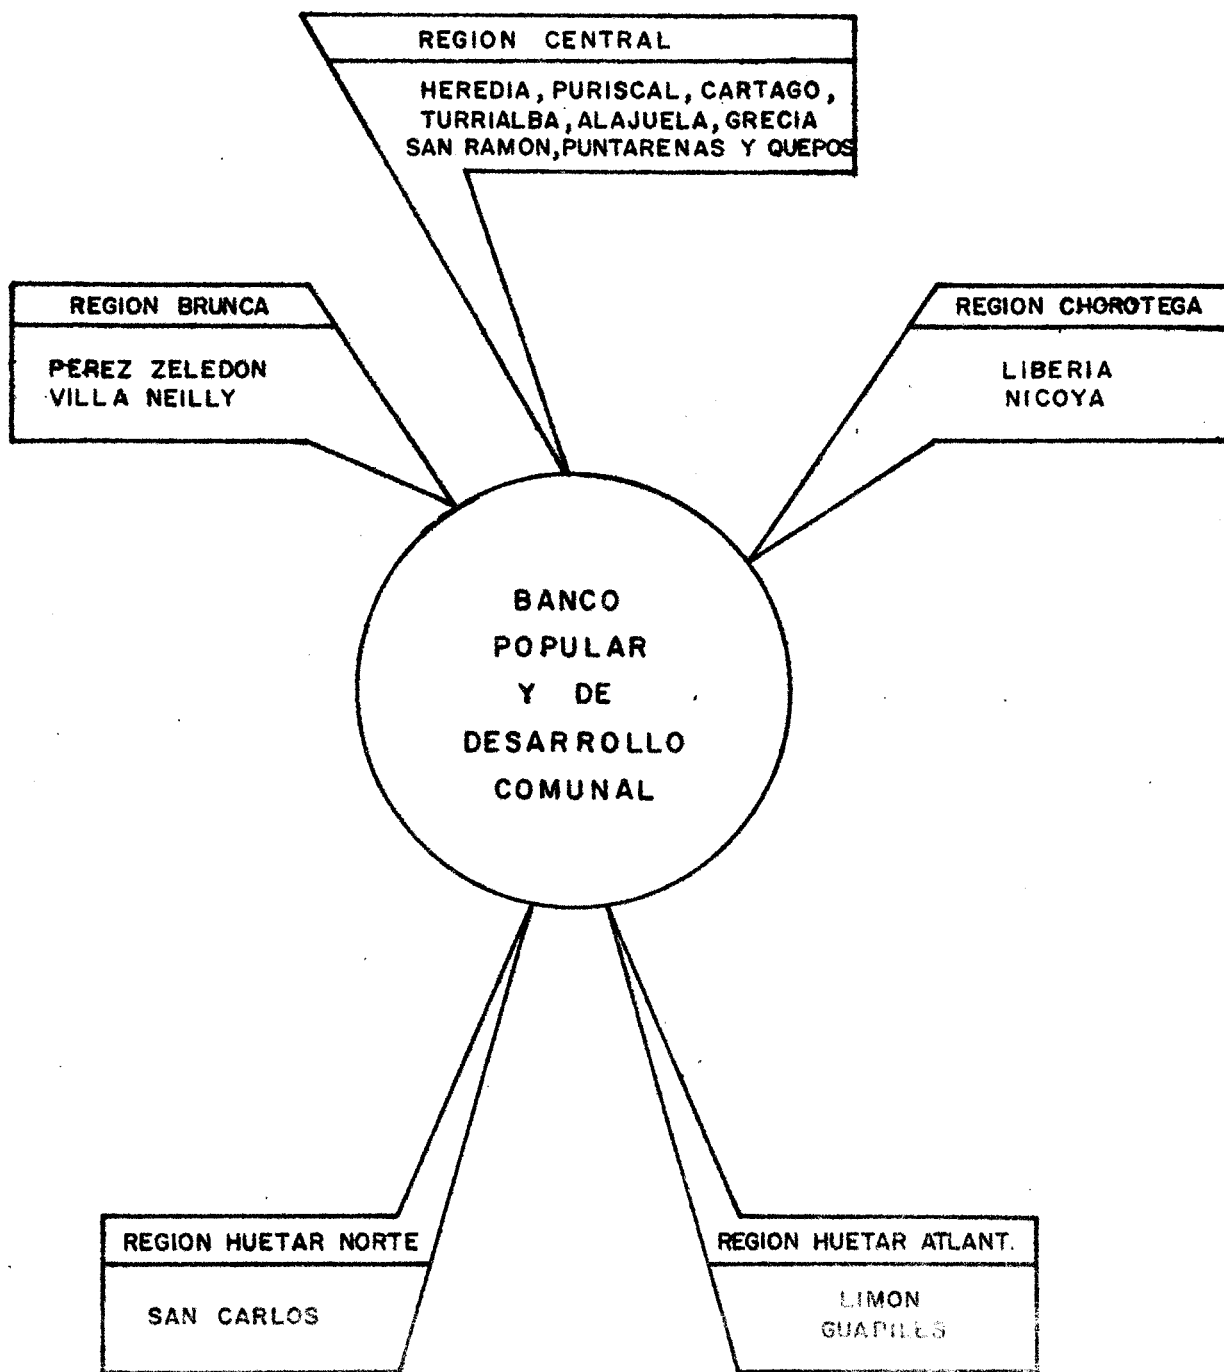 REGION CENTRAL
HEREDIA, PURISCAL, CARTAGO,
TURRIALBA, ALAJUELA, GRECIA
SAN RAMON, PUNTARENAS Y QUEPOS
REGION BRUNCA
PEREZ ZELEDON
VILLA NEILLY
REGION CHOROTEGA
LIBERIA
NICOYA
BANCO
POPULAR
Y DE
DESARROLLO
COMUNAL
REGION HUETAR NORTE
SAN CARLOS
REGION HUETAR ATLANT.
LIMON
GUAPILES